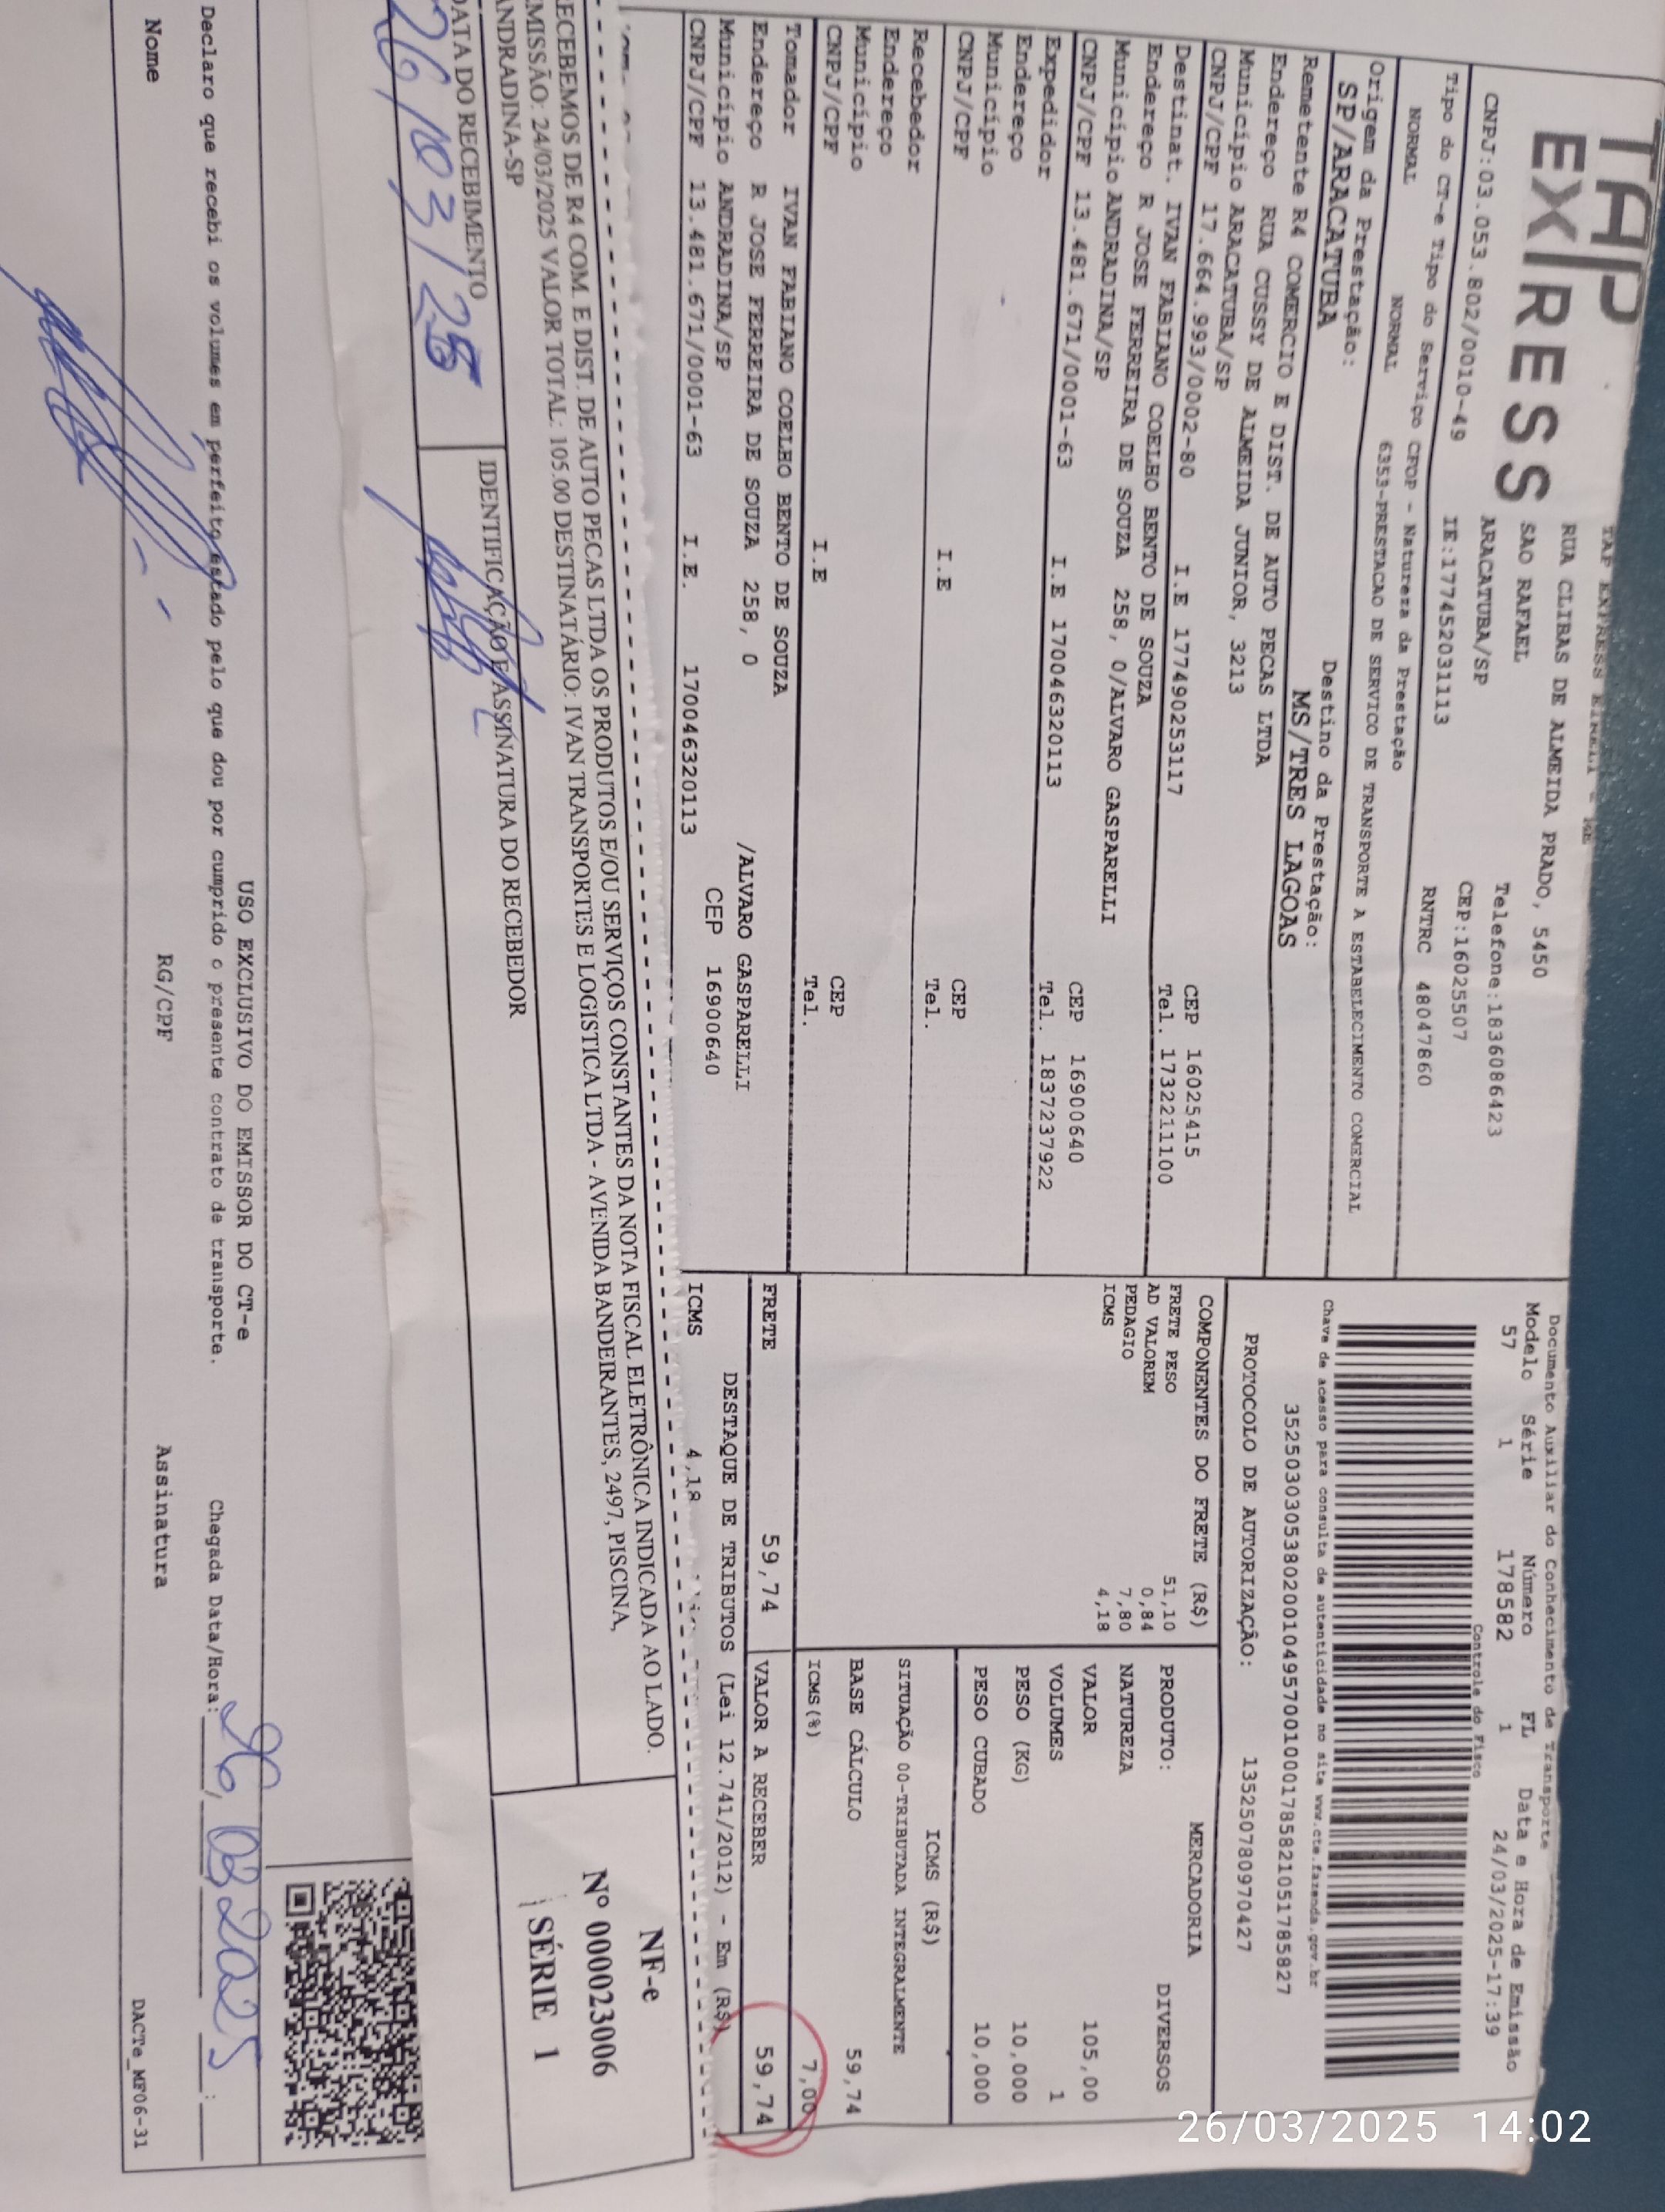 TAP
EXPRESS
RUA CLIBAS DE ALMEIDA PRADO, 5450
SAO RAFAEL
ARACATUBA/SP
Telefone:1836086423
CNPJ:03.053.802/0010-49
IE:177452031113
CEP:16025507
RNTRC 48047860
Tipo do CT-e Tipo do Serviço CFOP - Natureza da Prestação
NORMAL NORMAL 6353-PRESTACAO DE SERVICO DE TRANSPORTE A ESTABELECIMENTO COMERCIAL
Origem da Prestação: Destino da Prestação:
SP/ARACATUBA MS/TRES LAGOAS
Remetente R4 COMERCIO E DIST. DE AUTO PECAS LTDA
Endereço RUA CUSSY DE ALMEIDA JUNIOR, 3213
Município ARACATUBA/SP CEP 16025415
CNPJ/CPF 17.664.993/0002-80 I.E 177490253117 Tel. 1732211100
Destinat. IVAN FABIANO COELHO BENTO DE SOUZA
Endereço R JOSE FERREIRA DE SOUZA 258, 0/ALVARO GASPARELLI
Município ANDRADINA/SP CEP 16900640
CNPJ/CPF 13.481.671/0001-63 I.E 170046320113 Tel. 1837237922
Expedidor
Endereço
Município CEP
CNPJ/CPF I.E Tel.
Recebedor
Endereço
Município CEP
CNPJ/CPF I.E Tel.
Tomador IVAN FABIANO COELHO BENTO DE SOUZA
Endereço R JOSE FERREIRA DE SOUZA 258, 0 /ALVARO GASPARELLI
Município ANDRADINA/SP CEP 16900640
CNPJ/CPF 13.481.671/0001-63 I.E. 170046320113
Documento Auxiliar do Conhecimento de Transporte
Modelo Série Número FL Data e Hora de Emissão
57 1 178582 1 24/03/2025-17:39
Controle do Fisco
Chave de acesso para consulta de autenticidade no site www.cte.fazenda.gov.br
35250303053802001049570010001785821051785827
PROTOCOLO DE AUTORIZAÇÃO: 135250780970427
COMPONENTES DO FRETE (R$)
FRETE PESO 51,10
AD VALOREM 0,84
PEDAGIO 7,80
ICMS 4,18
MERCADORIA
PRODUTO: DIVERSOS
NATUREZA
VALOR 105,00
VOLUMES 1
PESO (KG) 10,000
PESO CUBADO 10,000
ICMS (R$)
SITUAÇÃO 00-TRIBUTADA INTEGRALMENTE
BASE CÁLCULO 59,74
ICMS(%) 7,00
FRETE 59,74 VALOR A RECEBER 59,74
DESTAQUE DE TRIBUTOS (Lei 12.741/2012) - Em (R$)
ICMS 4,18
RECEBEMOS DE R4 COM. E DIST. DE AUTO PECAS LTDA OS PRODUTOS E/OU SERVIÇOS CONSTANTES DA NOTA FISCAL ELETRÔNICA INDICADA AO LADO.
EMISSÃO: 24/03/2025 VALOR TOTAL: 105.00 DESTINATÁRIO: IVAN TRANSPORTES E LOGISTICA LTDA - AVENIDA BANDEIRANTES, 2497, PISCINA,
ANDRADINA-SP
DATA DO RECEBIMENTO IDENTIFICAÇÃO E ASSINATURA DO RECEBEDOR
26/03/25
NF-e
Nº 000023006
SÉRIE 1
USO EXCLUSIVO DO EMISSOR DO CT-e
Declaro que recebi os volumes em perfeito estado pelo que dou por cumprido o presente contrato de transporte. Chegada Data/Hora: 26, 03 2025 :
Nome RG/CPF Assinatura
DACTe_MF06-31
26/03/2025 14:02